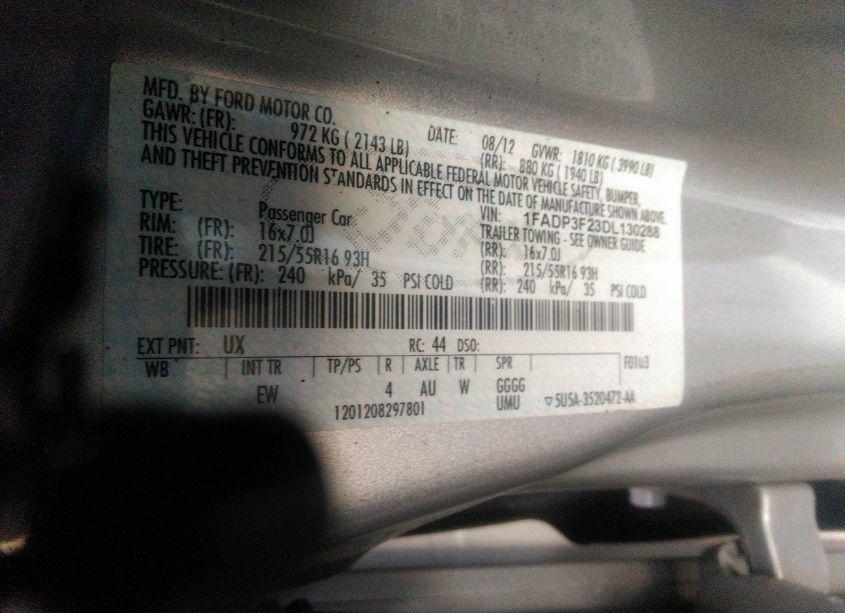 MFD. BY FORD MOTOR CO.
DATE: 08/12 GVWR: 1810 KG ( 3990 LB)
GAWR: (FR): 972 KG ( 2143 LB) (RR): 880 KG ( 1940 LB)
THIS VEHICLE CONFORMS TO ALL APPLICABLE FEDERAL MOTOR VEHICLE SAFETY, BUMPER,
AND THEFT PREVENTION STANDARDS IN EFFECT ON THE DATE OF MANUFACTURE SHOWN ABOVE.
VIN: 1FADP3F23DL130288
TYPE: Passenger Car TRAILER TOWING - SEE OWNER GUIDE
RIM: (FR): 16x7.0J (RR): 16x7.0J
TIRE: (FR): 215/55R16 93H (RR): 215/55R16 93H
PRESSURE: (FR): 240 kPa/ 35 PSI COLD (RR): 240 kPa/ 35 PSI COLD
EXT PNT: UX RC: 44 DSO:
WB INT TR TP/PS R AXLE TR SPR
EW 4 AU W GGGG
1201208297801 UMU ▽5U5A-3520472-AA